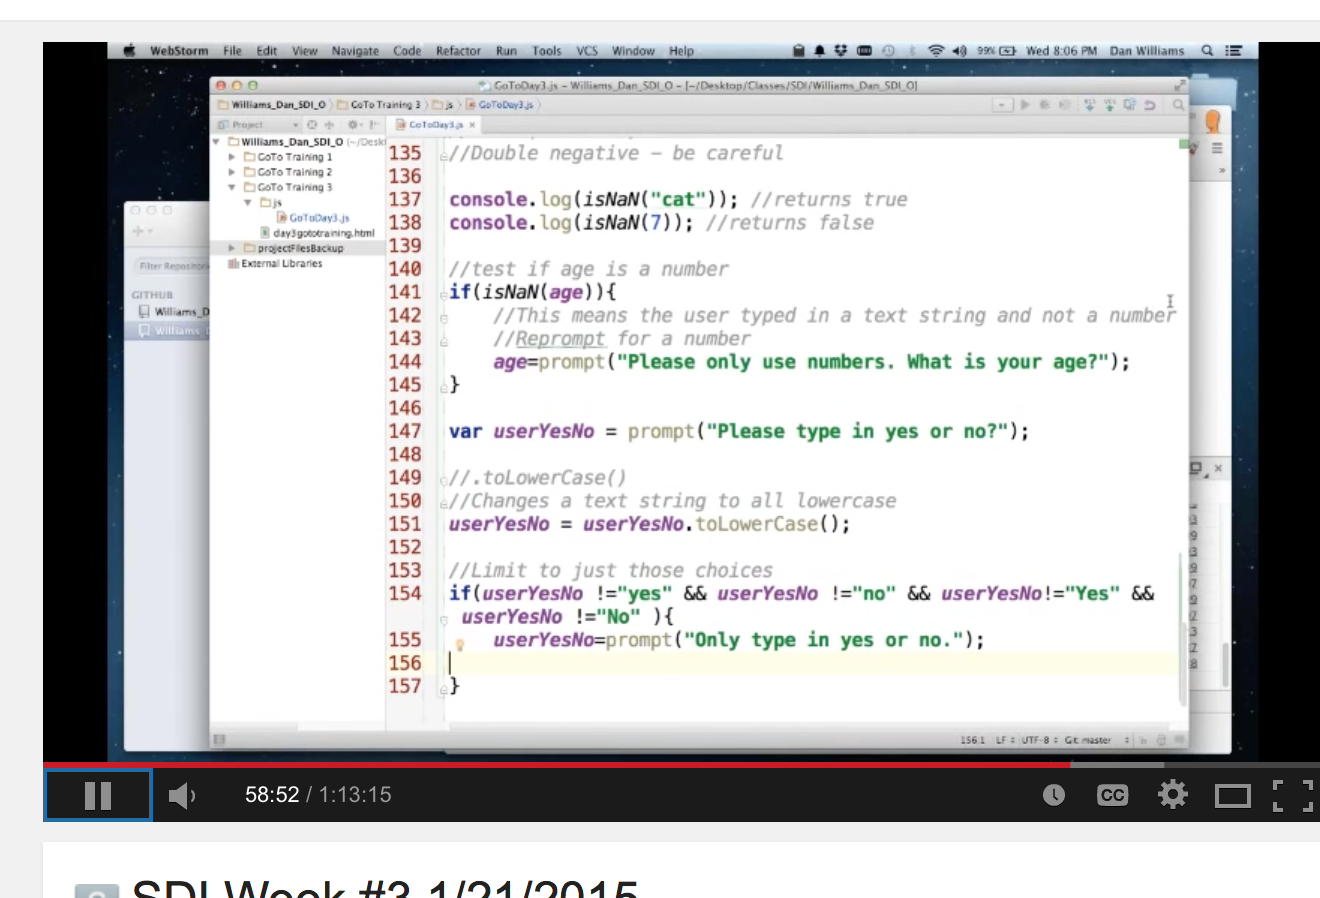 WebStorm File Edit View Navigate Code Refactor Run Tools VCS Window Help 99% Wed 8:06 PM Dan Williams
GoToDay3.js – Williams_Dan_SDI_O – [~/Desktop/Classes/SDI/Williams_Dan_SDI_O]
Williams_Dan_SDI_O GoTo Training 3 js GoToDay3.js
Project GoToDay3.js
Williams_Dan_SDI_O (~/Desk
GoTo Training 1
GoTo Training 2
GoTo Training 3
js
GoToDay3.js
day3gototraining.html
projectFilesBackup
External Libraries
Filter Repositori
GITHUB
Williams_D
Williams_D
135 //Double negative – be careful
136
137 console.log(isNaN("cat")); //returns true
138 console.log(isNaN(7)); //returns false
139
140 //test if age is a number
141 if(isNaN(age)){
142 //This means the user typed in a text string and not a number
143 //Reprompt for a number
144 age=prompt("Please only use numbers. What is your age?");
145 }
146
147 var userYesNo = prompt("Please type in yes or no?");
148
149 //.toLowerCase()
150 //Changes a text string to all lowercase
151 userYesNo = userYesNo.toLowerCase();
152
153 //Limit to just those choices
154 if(userYesNo !="yes" && userYesNo !="no" && userYesNo!="Yes" &&
userYesNo !="No" ){
155 userYesNo=prompt("Only type in yes or no.");
156
157 }
156:1 LF UTF-8 Git: master
58:52 / 1:13:15
CC
SDI Week #3 1/21/2015